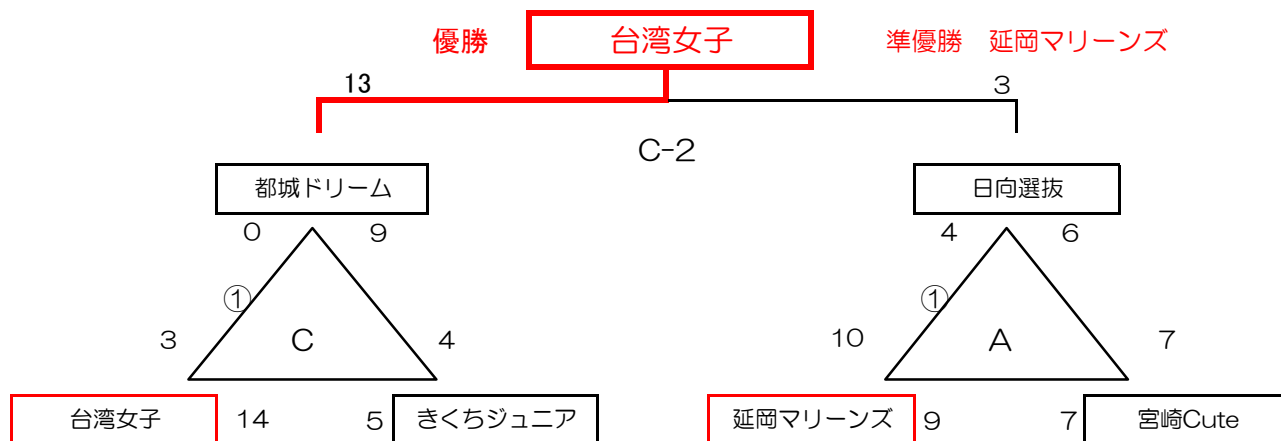 優勝 台湾女子 準優勝 延岡マリーンズ
13 3
C-2
都城ドリーム 日向選抜
0 9 4 6
① ①
3 C 4 10 A 7
台湾女子 14 5 きくちジュニア 延岡マリーンズ 9 7 宮崎Cute